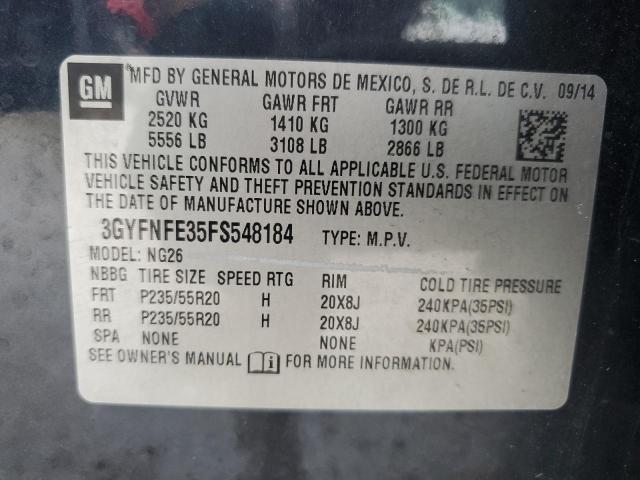 GM ® MFD BY GENERAL MOTORS DE MEXICO, S. DE R.L. DE C.V. 09/14
GVWR GAWR FRT GAWR RR
2520 KG 1410 KG 1300 KG
5556 LB 3108 LB 2866 LB
THIS VEHICLE CONFORMS TO ALL APPLICABLE U.S. FEDERAL MOTOR
VEHICLE SAFETY AND THEFT PREVENTION STANDARDS IN EFFECT ON
THE DATE OF MANUFACTURE SHOWN ABOVE.
3GYFNFE35FS548184 TYPE: M.P.V.
MODEL: NG26
NBBG TIRE SIZE SPEED RTG RIM COLD TIRE PRESSURE
FRT P235/55R20 H 20X8J 240KPA(35PSI)
RR P235/55R20 H 20X8J 240KPA(35PSI)
SPA NONE NONE KPA(PSI)
SEE OWNER'S MANUAL i FOR MORE INFORMATION.